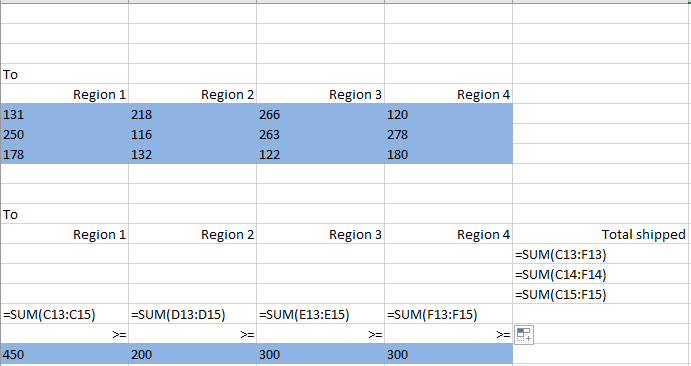 To
Region 1 Region 2 Region 3 Region 4
131 218 266 120
250 116 263 278
178 132 122 180
To
Region 1 Region 2 Region 3 Region 4 Total shipped
=SUM(C13:F13)
=SUM(C14:F14)
=SUM(C15:F15)
=SUM(C13:C15) =SUM(D13:D15) =SUM(E13:E15) =SUM(F13:F15)
>= >= >= >=
450 200 300 300